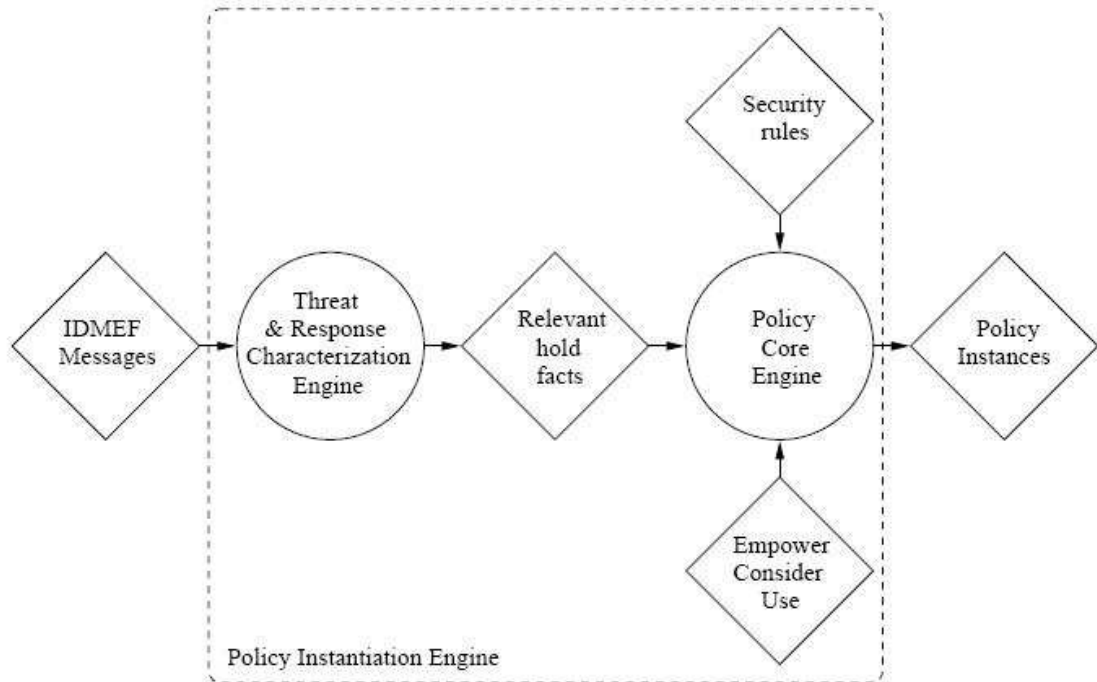 Security
rules
IDMEF
Messages
Threat
& Response
Characterization
Engine
Relevant
hold
facts
Policy
Core
Engine
Policy
Instances
Empower
Consider
Use
Policy Instantiation Engine